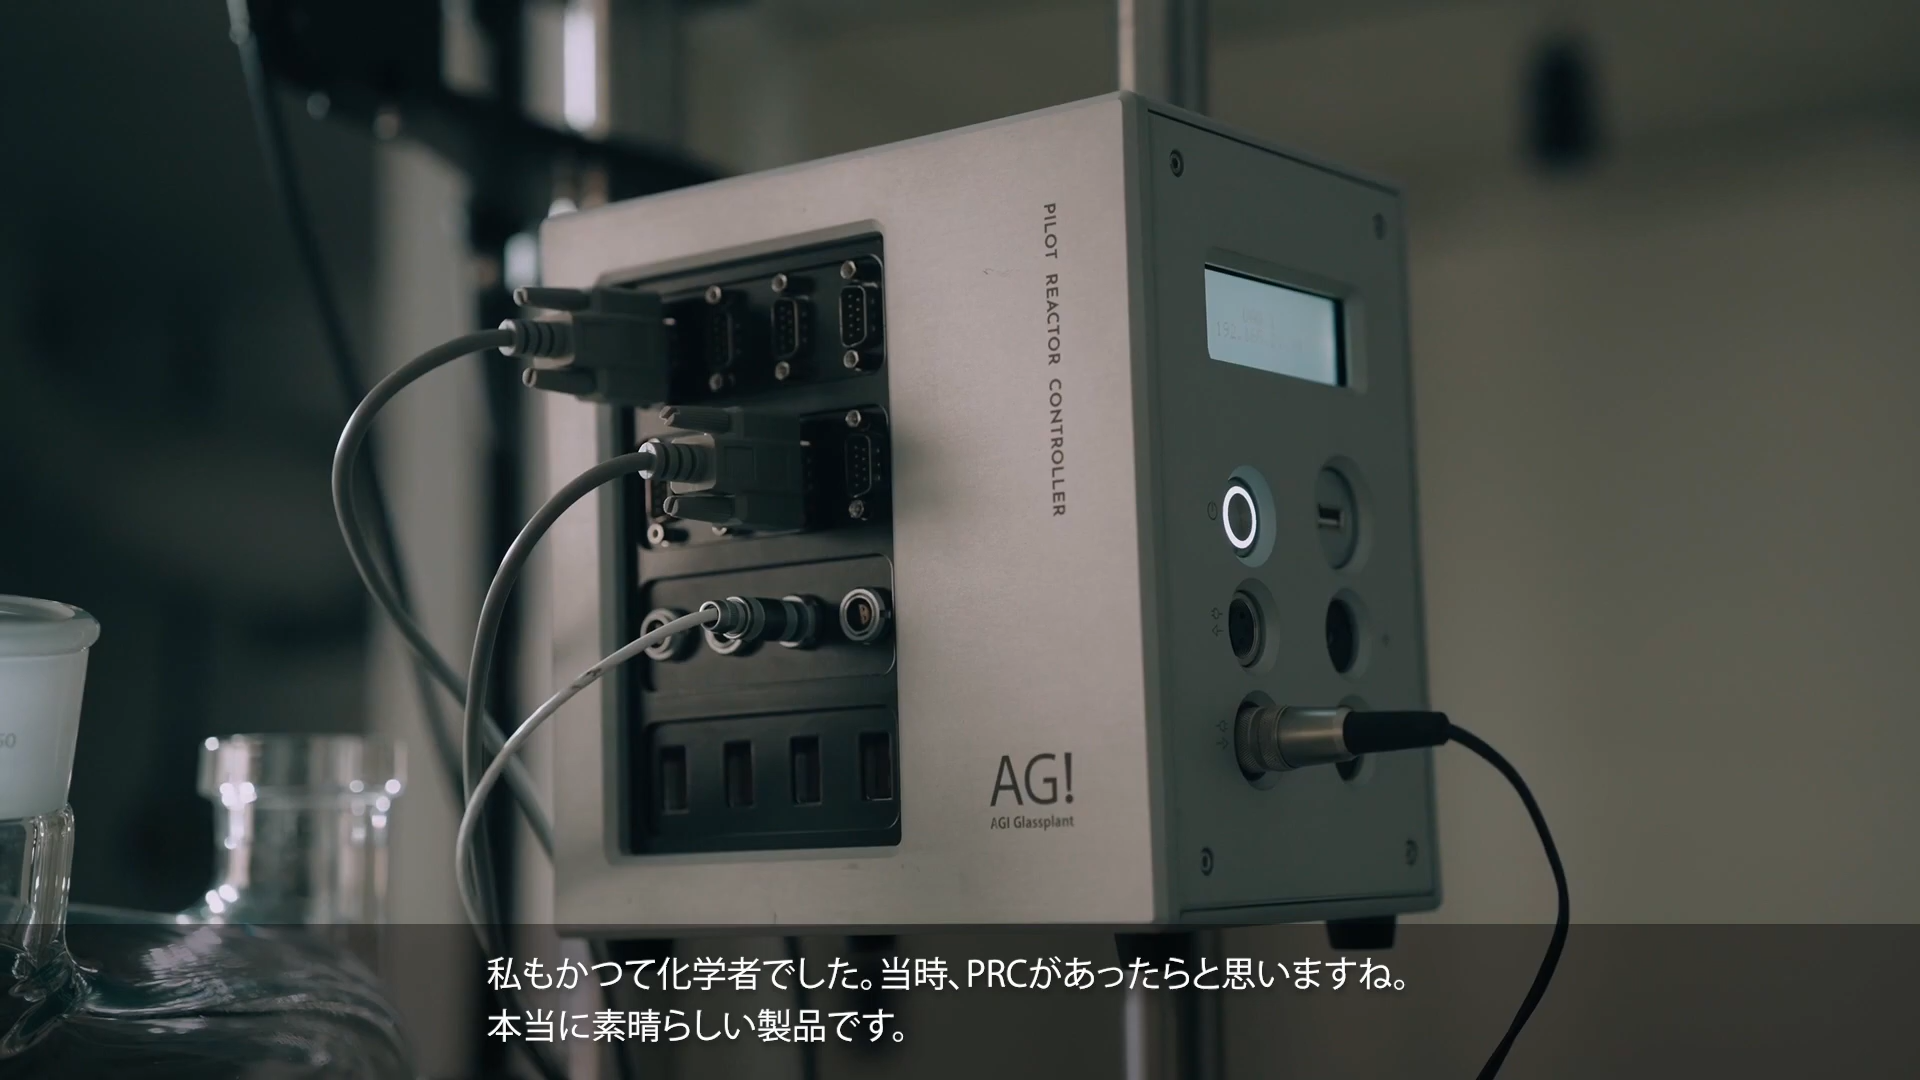 PILOT REACTOR CONTROLLER
AG!
AGI Glassplant
私もかつて化学者でした。当時、PRCがあったらと思いますね。
本当に素晴らしい製品です。